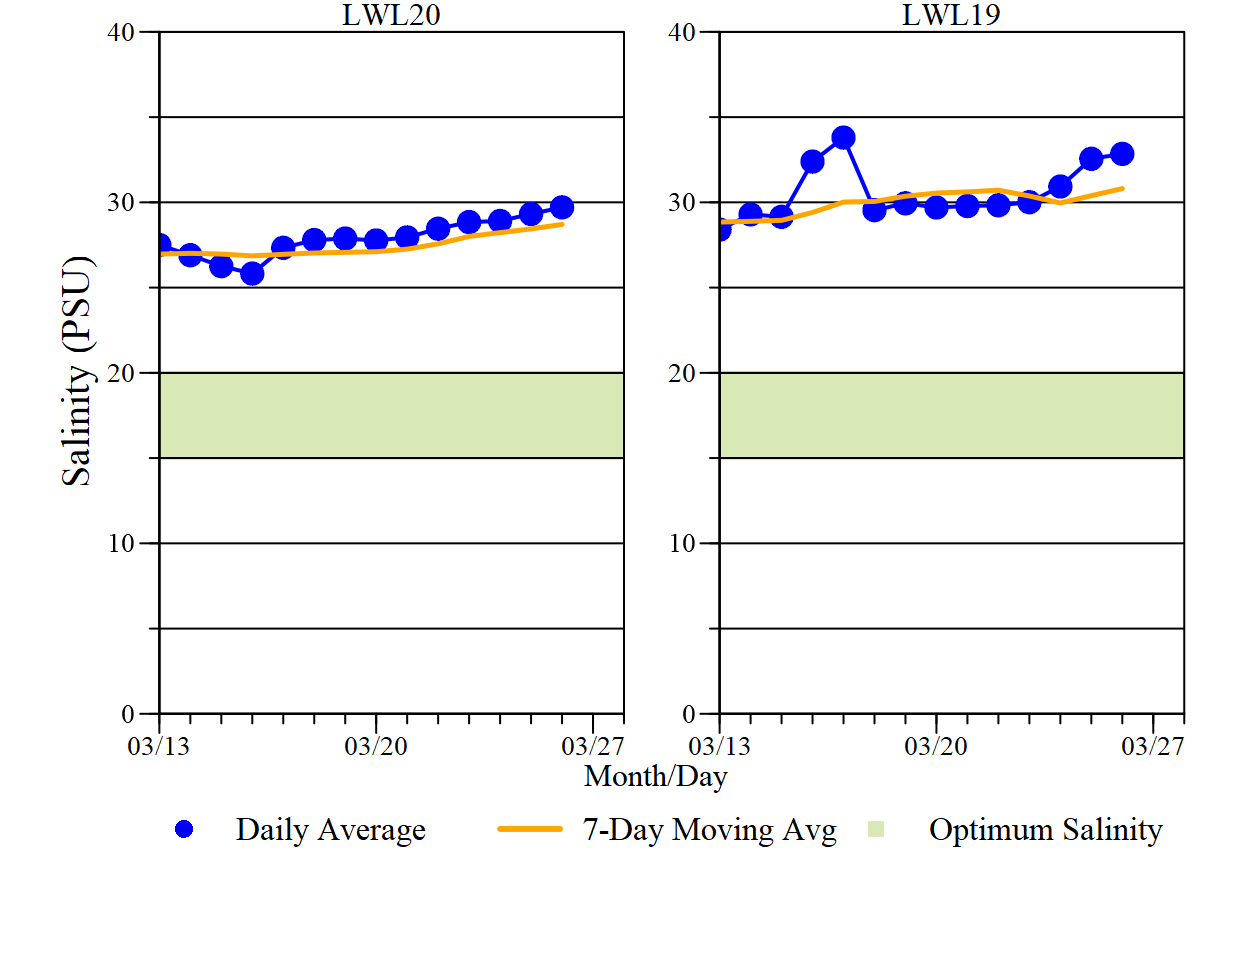 LWL20 LWL19
40 40
30 30
20 20
10 10
0 0
Salinity (PSU)
03/13 03/20 03/27 03/13 03/20 03/27
Month/Day
Daily Average 7-Day Moving Avg Optimum Salinity